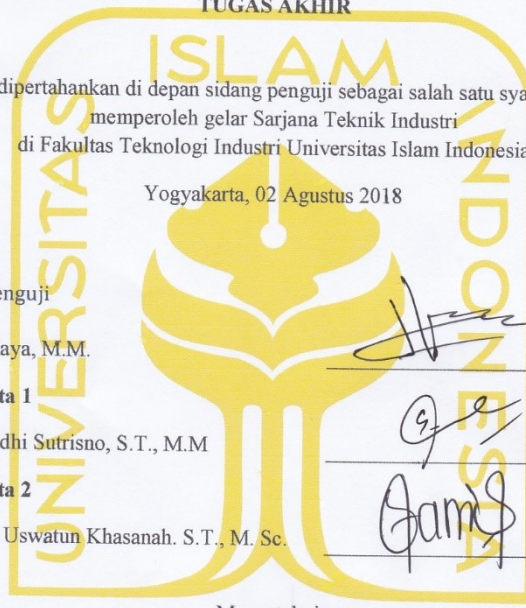 TUGAS AKHIR
ISLAM
UNIVERSITAS
INDONESIA
dipertahankan di depan sidang penguji sebagai salah satu sya
memperoleh gelar Sarjana Teknik Industri
di Fakultas Teknologi Industri Universitas Islam Indonesia
Yogyakarta, 02 Agustus 2018
enguji
aya, M.M.
ta 1
dhi Sutrisno, S.T., M.M
ta 2
Uswatun Khasanah. S.T., M. Sc.